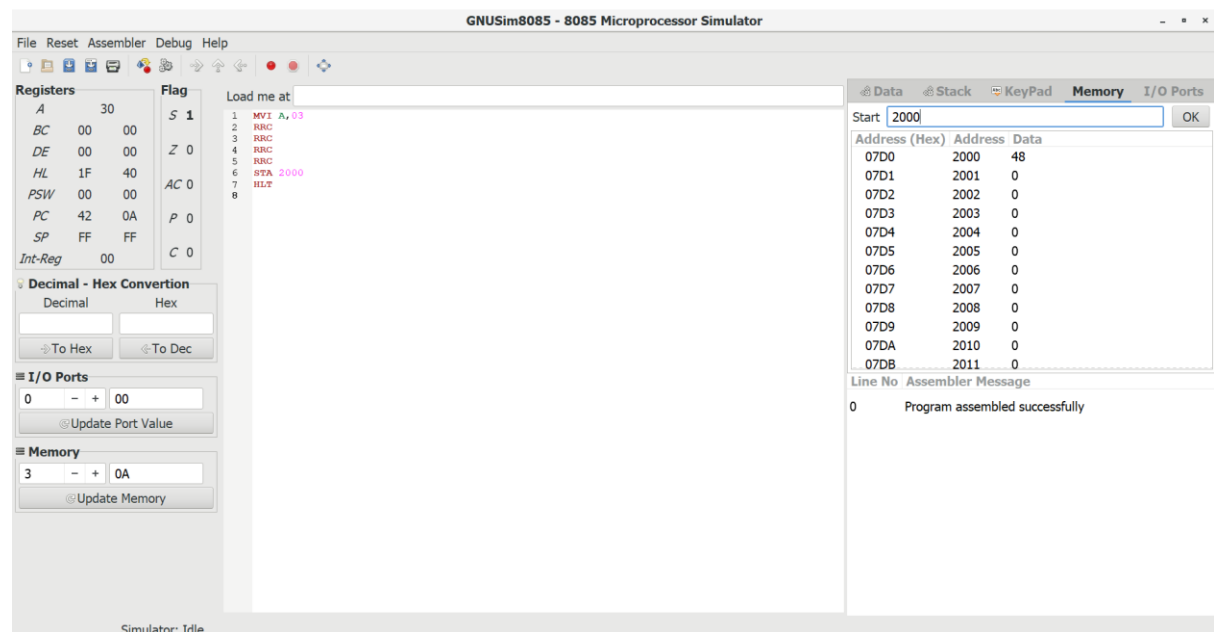 GNUSim8085 - 8085 Microprocessor Simulator
File Reset Assembler Debug Help
Registers
A 30
BC 00 00
DE 00 00
HL 1F 40
PSW 00 00
PC 42 0A
SP FF FF
Int-Reg 00
Flag
S 1
Z 0
AC 0
P 0
C 0
Decimal - Hex Convertion
Decimal Hex
To Hex To Dec
I/O Ports
0 - + 00
Update Port Value
Memory
3 - + 0A
Update Memory
Load me at
1 MVI A,03
2 RRC
3 RRC
4 RRC
5 RRC
6 STA 2000
7 HLT
8
Data Stack KeyPad Memory I/O Ports
Start 2000 OK
Address (Hex) Address Data
07D0 2000 48
07D1 2001 0
07D2 2002 0
07D3 2003 0
07D4 2004 0
07D5 2005 0
07D6 2006 0
07D7 2007 0
07D8 2008 0
07D9 2009 0
07DA 2010 0
07DB 2011 0
Line No Assembler Message
0 Program assembled successfully
Simulator: Idle